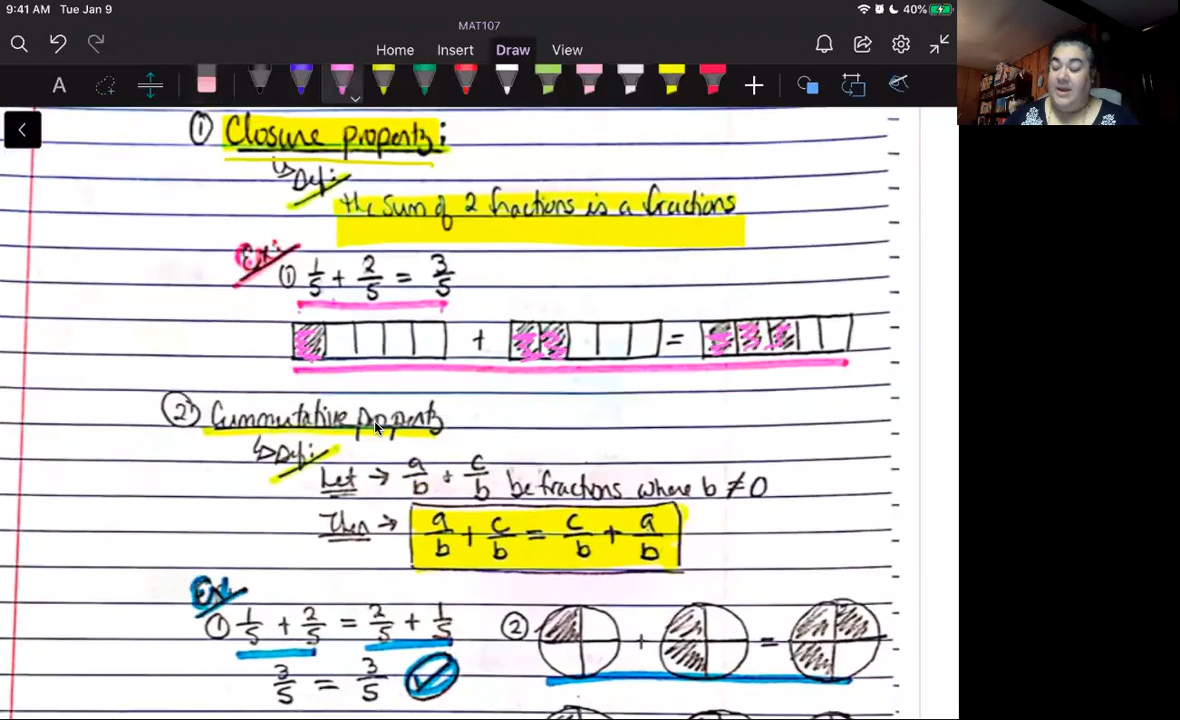 9:41 AM Tue Jan 9
40%
MAT107
Home Insert Draw View
A
① Closure property:
↳ Def:
the sum of 2 fractions is a fractions
Ex:
① 1/5 + 2/5 = 3/5
+ =
② Cummutative property
↳ Def:
Let → a/b + c/b be fractions where b ≠ 0
Then → a/b + c/b = c/b + a/b
Ex:
① 1/5 + 2/5 = 2/5 + 1/5
3/5 = 3/5 ✓
② + =